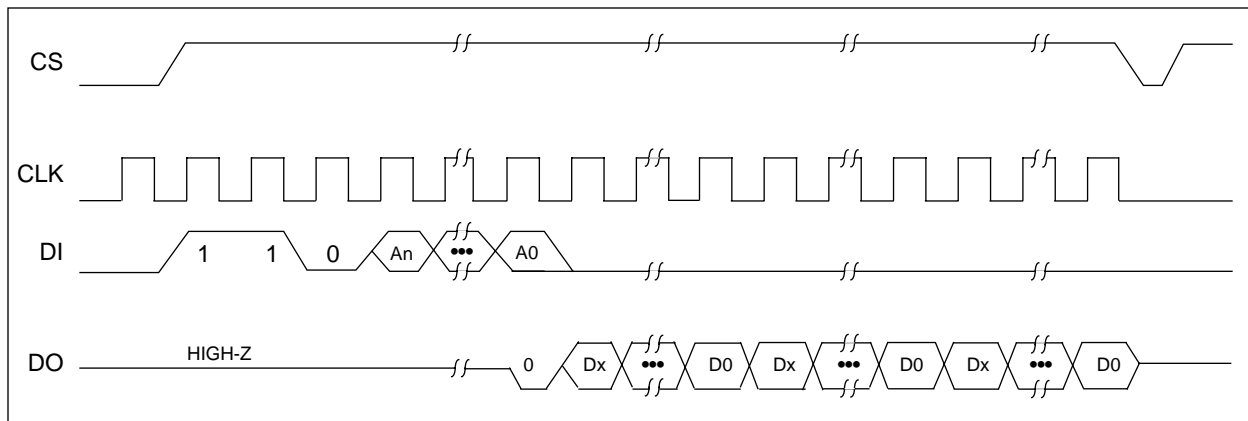 CS
CLK
DI 1 1 0 An ••• A0
HIGH-Z
DO 0 Dx ••• D0 Dx ••• D0 Dx ••• D0